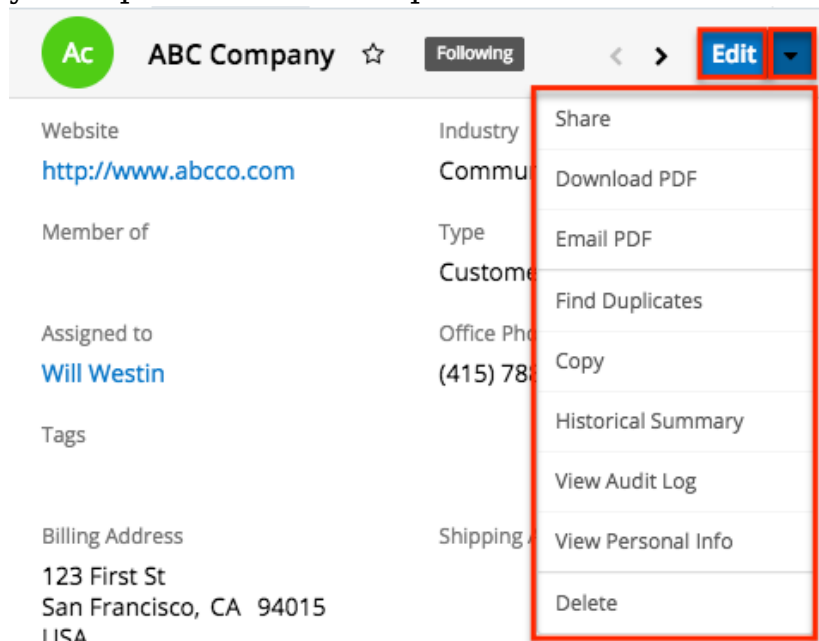 Ac ABC Company Following Edit
Website Industry Share
http://www.abcco.com Download PDF
Member of Type Email PDF
Find Duplicates
Assigned to Office Copy
Will Westin (415)
Historical Summary
Tags
View Audit Log
Billing Address Shipping View Personal Info
123 First St
San Francisco, CA 94015 Delete
USA